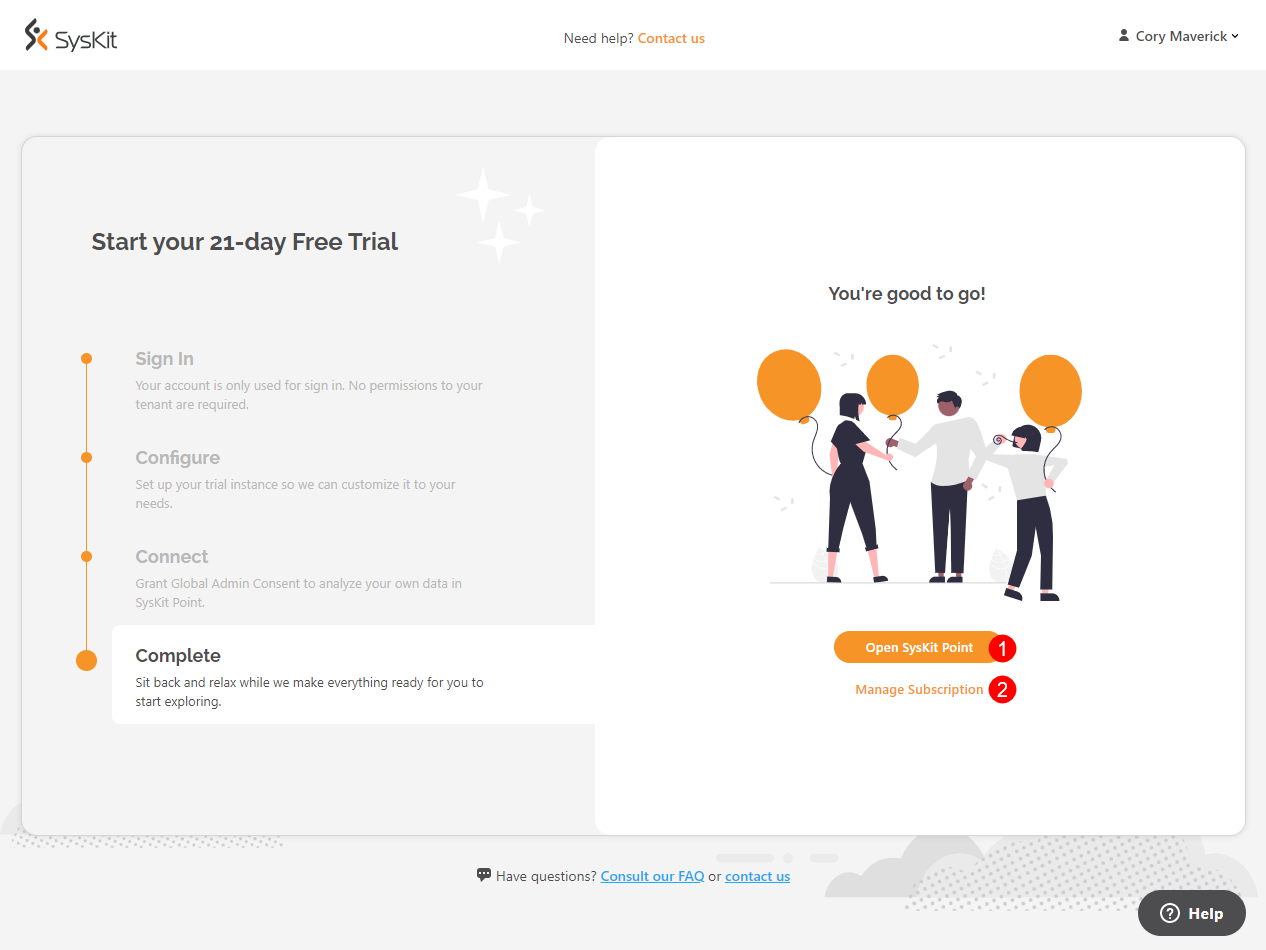 SysKit
Need help? Contact us
Cory Maverick
Start your 21-day Free Trial
Sign In
Your account is only used for sign in. No permissions to your
tenant are required.
Configure
Set up your trial instance so we can customize it to your
needs.
Connect
Grant Global Admin Consent to analyze your own data in
SysKit Point.
Complete
Sit back and relax while we make everything ready for you to
start exploring.
You're good to go!
Open SysKit Point 1
Manage Subscription 2
Have questions? Consult our FAQ or contact us
? Help